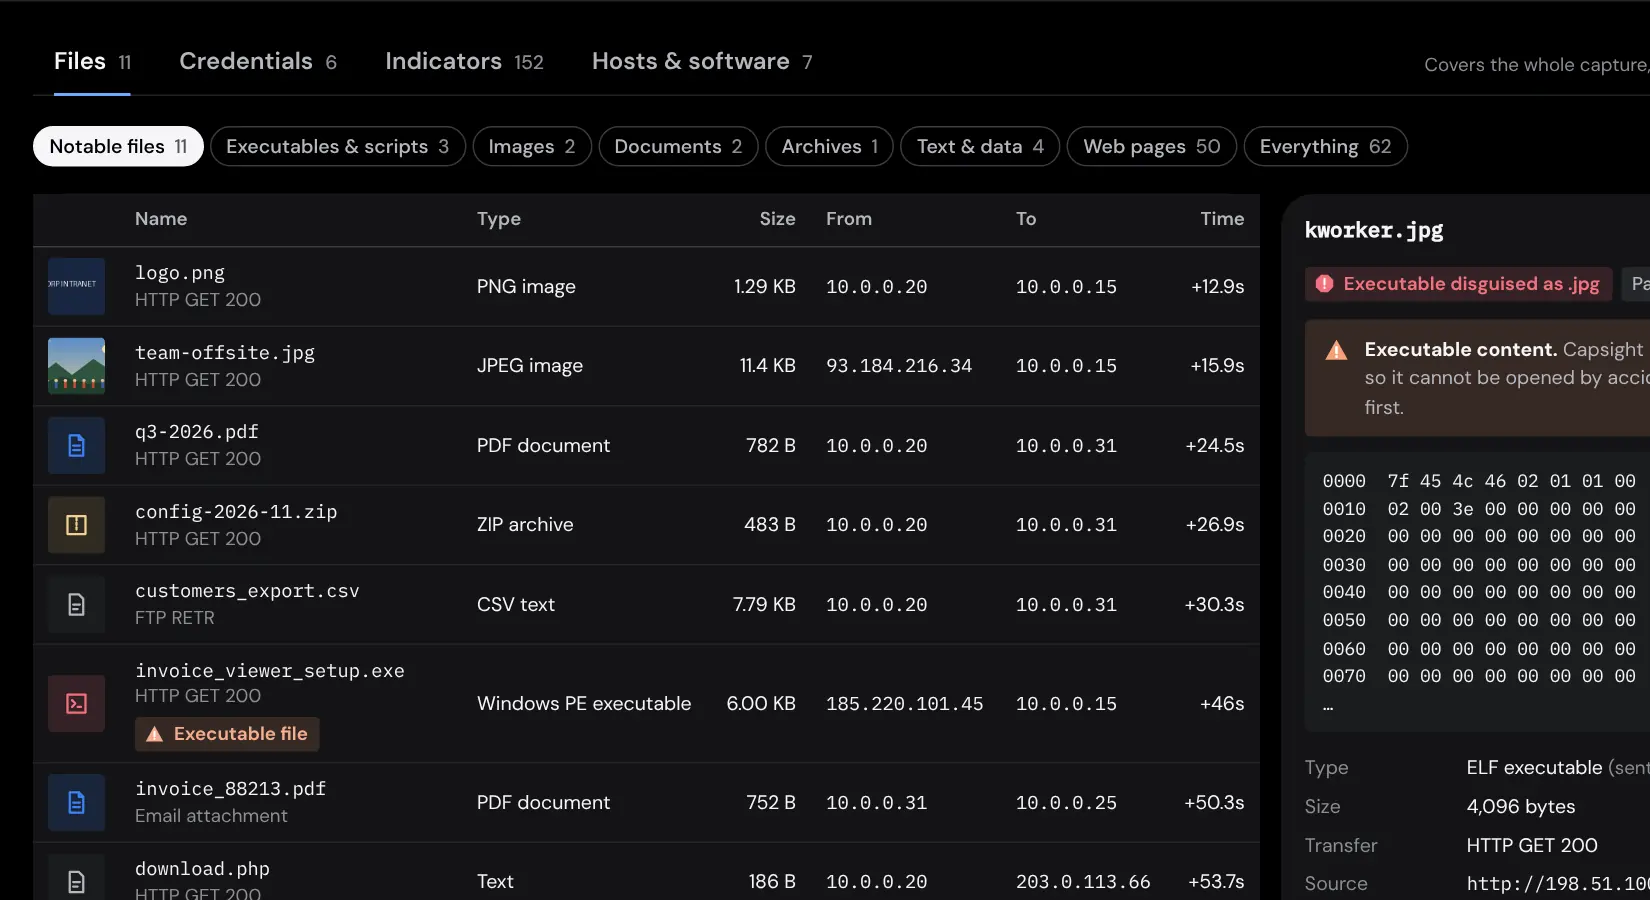 Files 11 Credentials 6 Indicators 152 Hosts & software 7
Covers the whole capture,
Notable files 11 Executables & scripts 3 Images 2 Documents 2 Archives 1 Text & data 4 Web pages 50 Everything 62
Name Type Size From To Time
logo.png
HTTP GET 200
PNG image 1.29 KB 10.0.0.20 10.0.0.15 +12.9s
team-offsite.jpg
HTTP GET 200
JPEG image 11.4 KB 93.184.216.34 10.0.0.15 +15.9s
q3-2026.pdf
HTTP GET 200
PDF document 782 B 10.0.0.20 10.0.0.31 +24.5s
config-2026-11.zip
HTTP GET 200
ZIP archive 483 B 10.0.0.20 10.0.0.31 +26.9s
customers_export.csv
FTP RETR
CSV text 7.79 KB 10.0.0.20 10.0.0.31 +30.3s
invoice_viewer_setup.exe
HTTP GET 200
Executable file
Windows PE executable 6.00 KB 185.220.101.45 10.0.0.15 +46s
invoice_88213.pdf
Email attachment
PDF document 752 B 10.0.0.31 10.0.0.25 +50.3s
download.php
HTTP GET 200
Text 186 B 10.0.0.20 203.0.113.66 +53.7s
kworker.jpg
Executable disguised as .jpg
Executable content. Capsight
so it cannot be opened by
first.
0000 7f 45 4c 46 02 01 01 00
0010 02 00 3e 00 00 00 00 00
0020 00 00 00 00 00 00 00 00
0030 00 00 00 00 00 00 00 00
0040 00 00 00 00 00 00 00 00
0050 00 00 00 00 00 00 00 00
0060 00 00 00 00 00 00 00 00
0070 00 00 00 00 00 00 00 00
…
Type ELF executable (sent
Size 4,096 bytes
Transfer HTTP GET 200
Source http://198.51.100